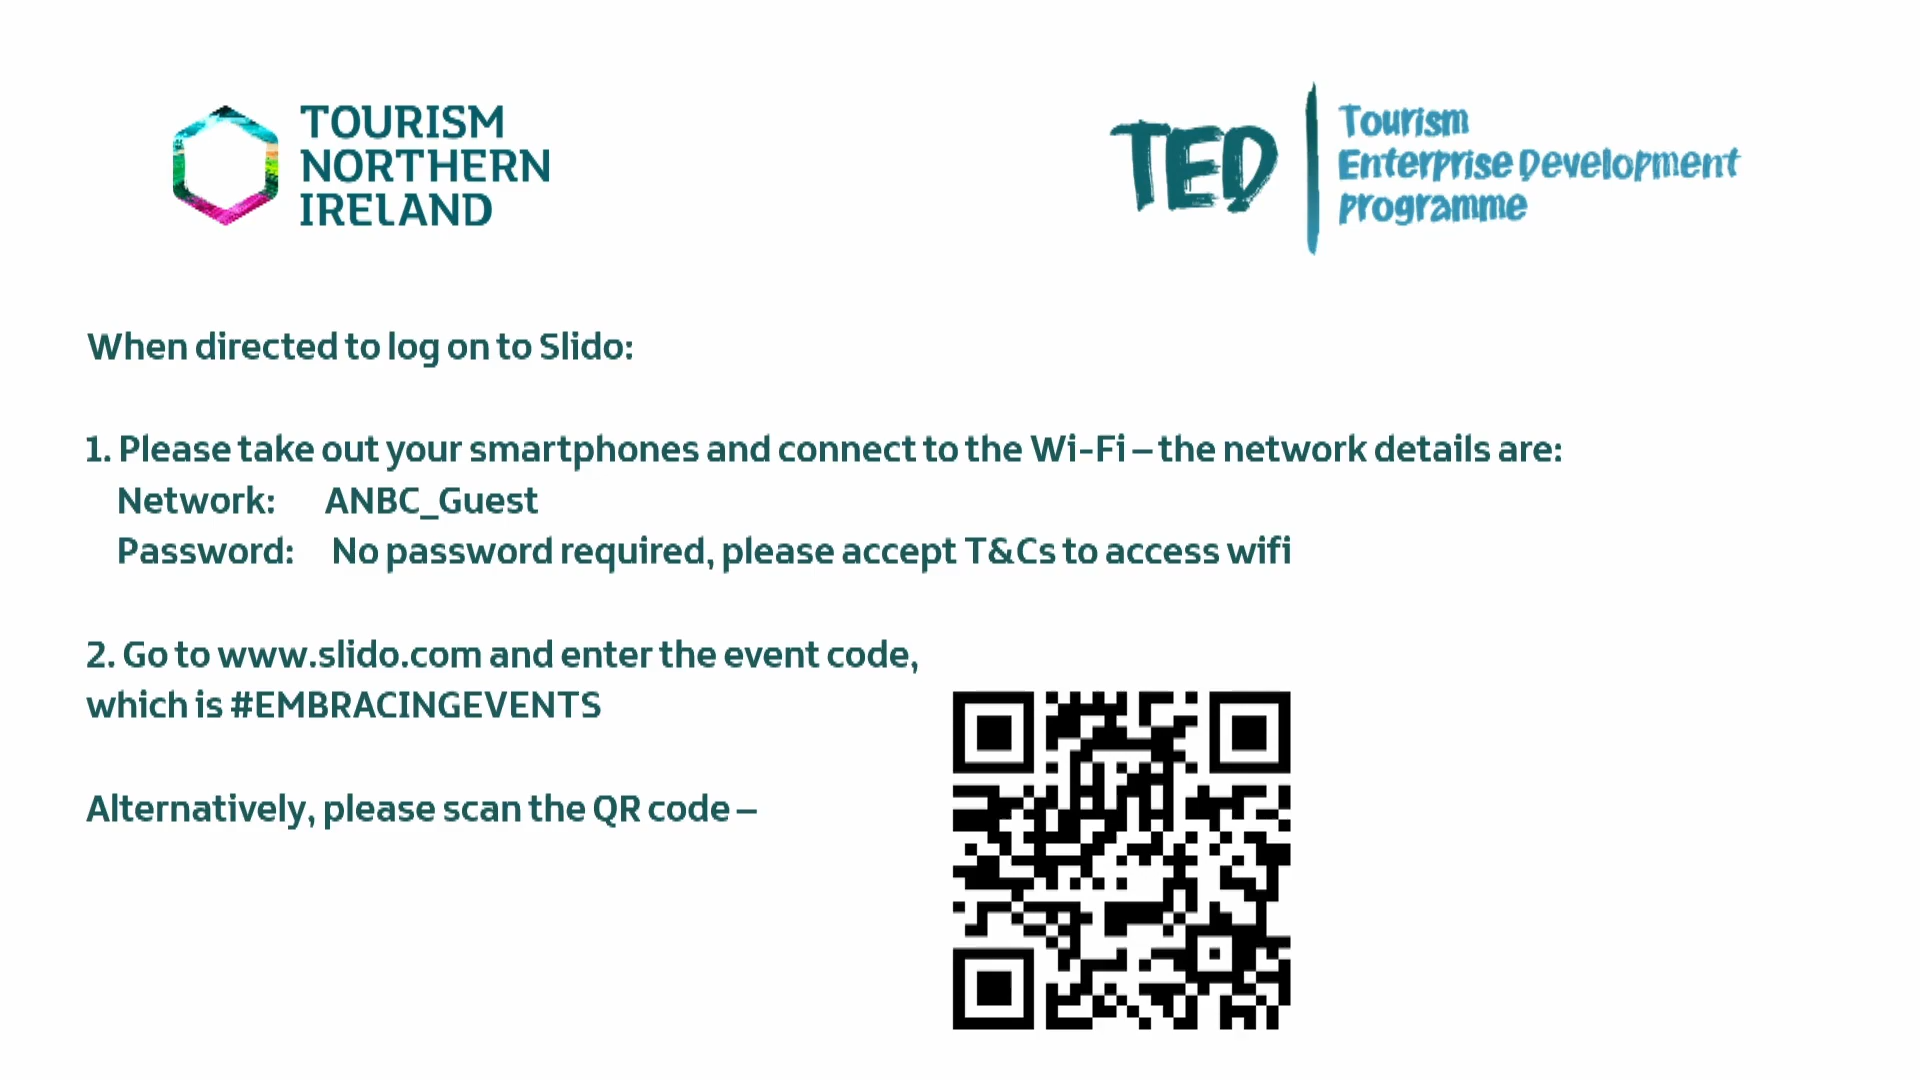 TOURISM
NORTHERN
IRELAND
TED
Tourism
Enterprise Development
programme
When directed to log on to Slido:
1. Please take out your smartphones and connect to the Wi-Fi – the network details are:
Network: ANBC_Guest
Password: No password required, please accept T&Cs to access wifi
2. Go to www.slido.com and enter the event code,
which is #EMBRACINGEVENTS
Alternatively, please scan the QR code –